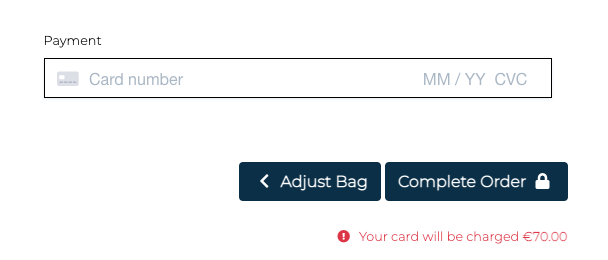 Payment
Card number MM / YY CVC
Adjust Bag Complete Order
Your card will be charged €70.00